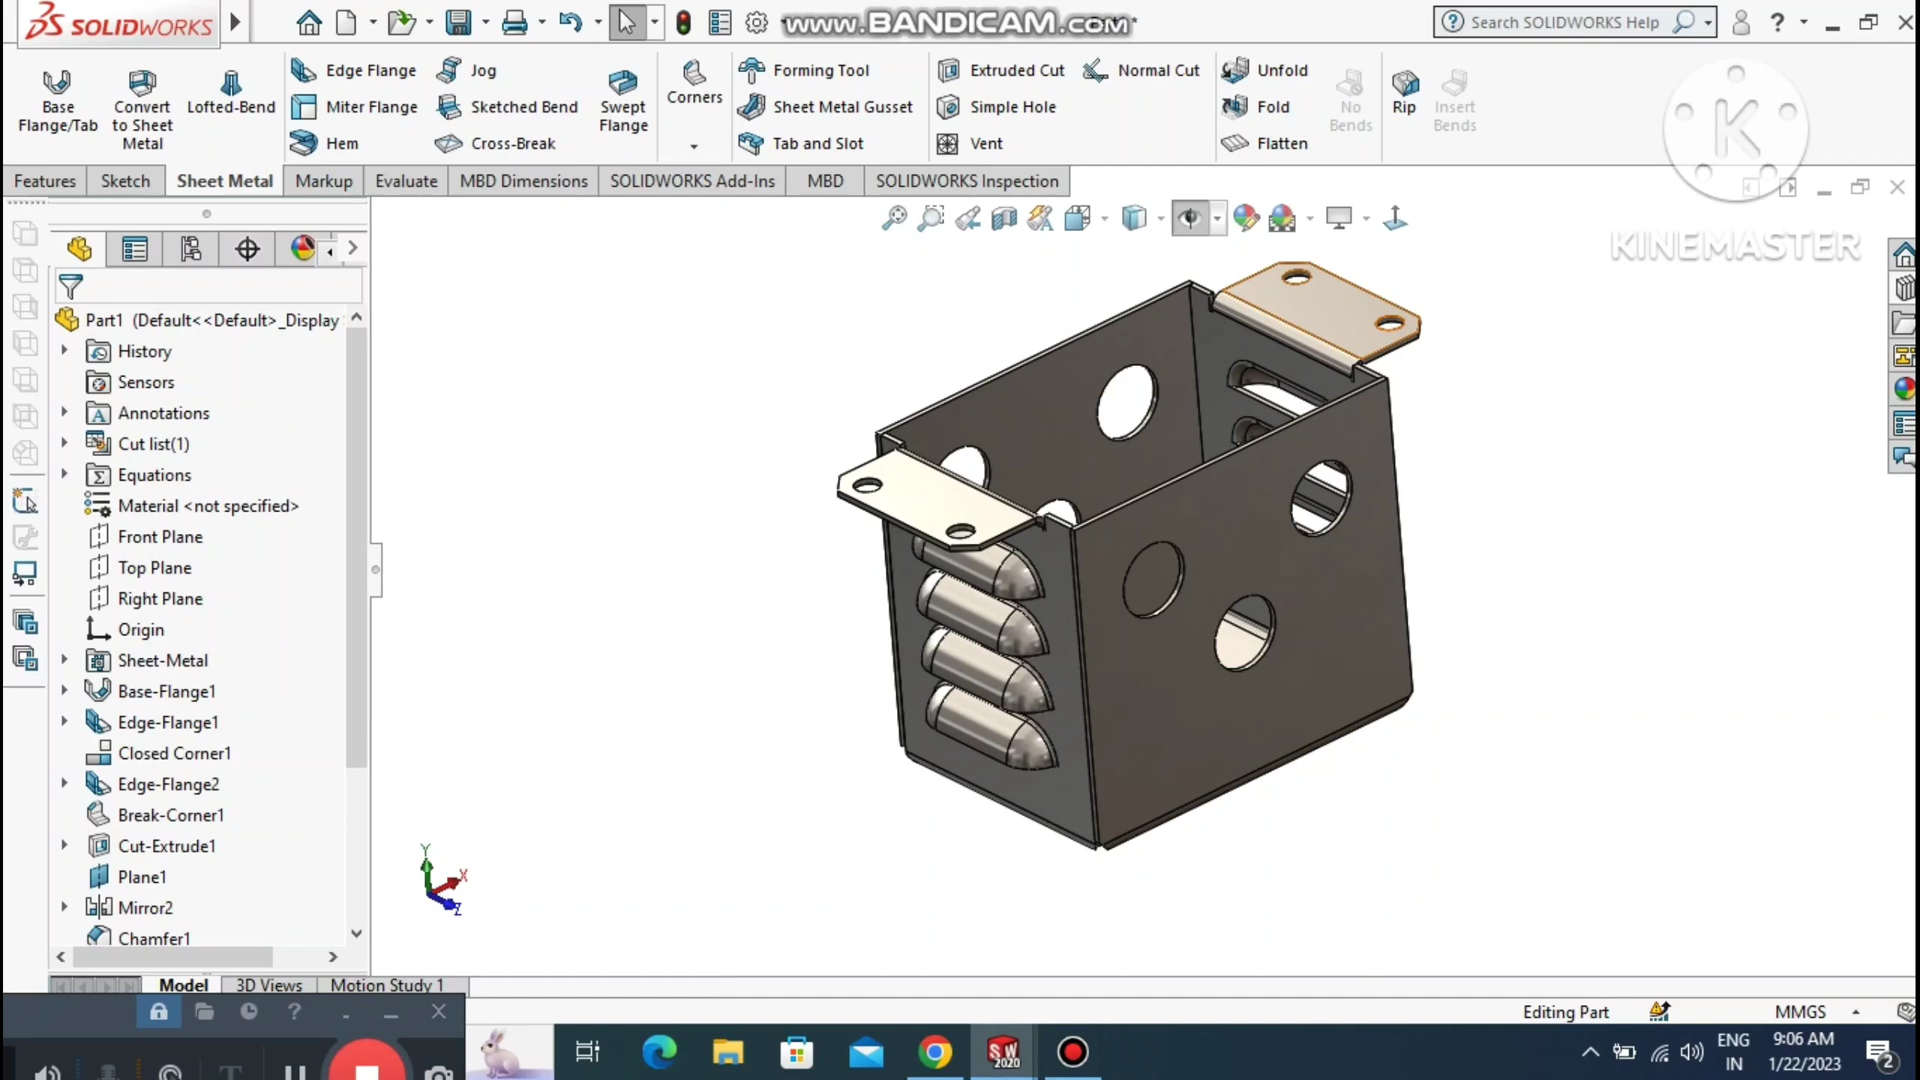 SOLIDWORKS
www.BANDICAM.com
*
Search SOLIDWORKS Help
?
Base Flange/Tab
Convert to Sheet Metal
Lofted-Bend
Edge Flange
Miter Flange
Hem
Jog
Sketched Bend
Cross-Break
Swept Flange
Corners
Forming Tool
Sheet Metal Gusset
Tab and Slot
Extruded Cut
Simple Hole
Vent
Normal Cut
Unfold
Fold
Flatten
No Bends
Rip
Insert Bends
K
KINEMASTER
Features
Sketch
Sheet Metal
Markup
Evaluate
MBD Dimensions
SOLIDWORKS Add-Ins
MBD
SOLIDWORKS Inspection
Part1 (Default<<Default>_Display
History
Sensors
Annotations
Cut list(1)
Equations
Material <not specified>
Front Plane
Top Plane
Right Plane
Origin
Sheet-Metal
Base-Flange1
Edge-Flange1
Closed Corner1
Edge-Flange2
Break-Corner1
Cut-Extrude1
Plane1
Mirror2
Chamfer1
Y
X
Z
Model
3D Views
Motion Study 1
Editing Part
MMGS
SW
2020
ENG
IN
9:06 AM
1/22/2023
2